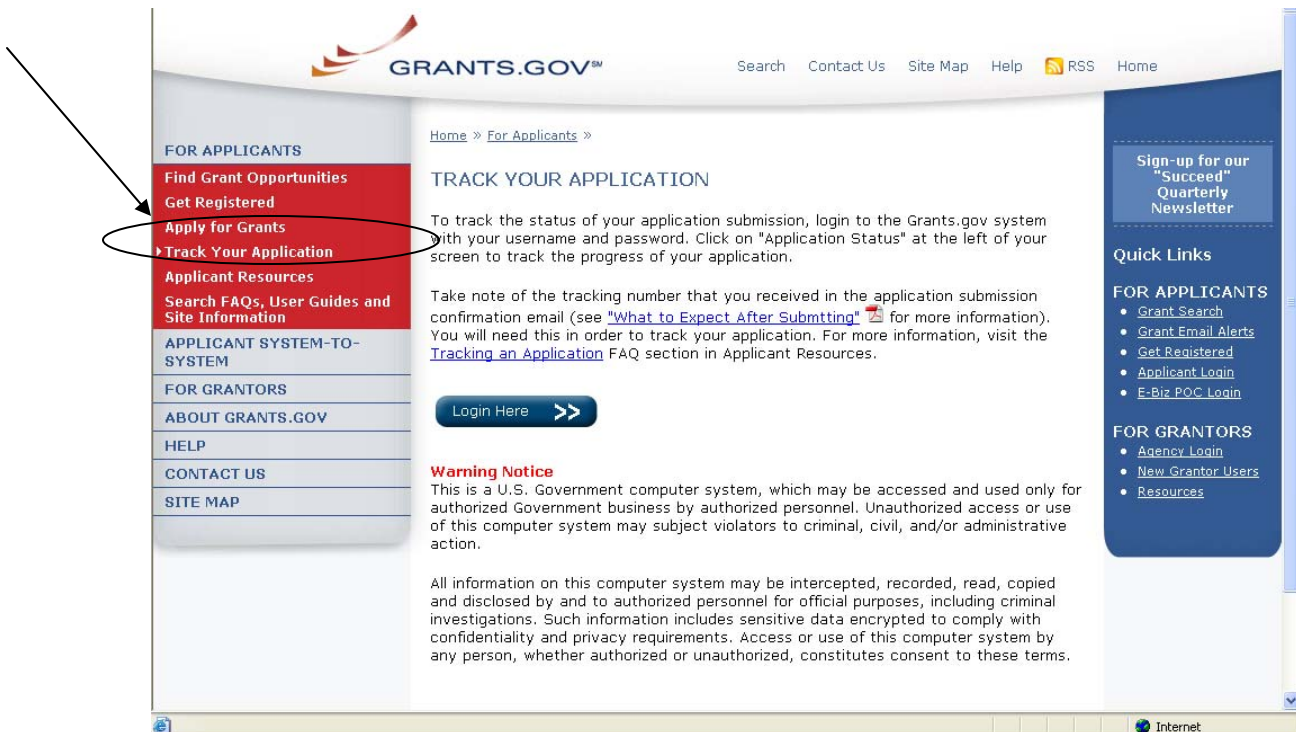 GRANTS.GOV℠
Search Contact Us Site Map Help RSS Home
FOR APPLICANTS
Find Grant Opportunities
Get Registered
Apply for Grants
Track Your Application
Applicant Resources
Search FAQs, User Guides and
Site Information
APPLICANT SYSTEM-TO-
SYSTEM
FOR GRANTORS
ABOUT GRANTS.GOV
HELP
CONTACT US
SITE MAP
Home » For Applicants »
TRACK YOUR APPLICATION
To track the status of your application submission, login to the Grants.gov system
with your username and password. Click on "Application Status" at the left of your
screen to track the progress of your application.
Take note of the tracking number that you received in the application submission
confirmation email (see "What to Expect After Submtting" for more information).
You will need this in order to track your application. For more information, visit the
Tracking an Application FAQ section in Applicant Resources.
Login Here >>
Warning Notice
This is a U.S. Government computer system, which may be accessed and used only for
authorized Government business by authorized personnel. Unauthorized access or use
of this computer system may subject violators to criminal, civil, and/or administrative
action.
All information on this computer system may be intercepted, recorded, read, copied
and disclosed by and to authorized personnel for official purposes, including criminal
investigations. Such information includes sensitive data encrypted to comply with
confidentiality and privacy requirements. Access or use of this computer system by
any person, whether authorized or unauthorized, constitutes consent to these terms.
Sign-up for our
"Succeed"
Quarterly
Newsletter
Quick Links
FOR APPLICANTS
• Grant Search
• Grant Email Alerts
• Get Registered
• Applicant Login
• E-Biz POC Login
FOR GRANTORS
• Agency Login
• New Grantor Users
• Resources
Internet